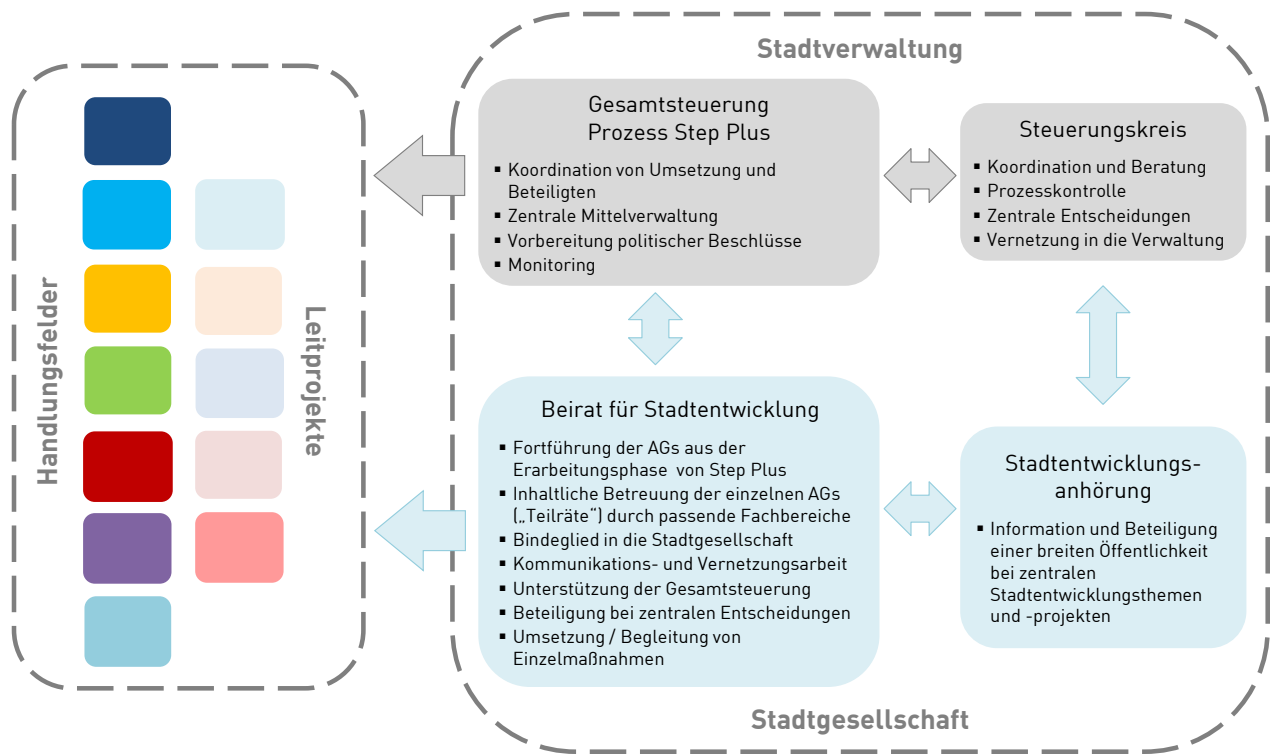 Handlungsfelder
Leitprojekte
Stadtverwaltung
Gesamtsteuerung
Prozess Step Plus
▪ Koordination von Umsetzung und
Beteiligten
▪ Zentrale Mittelverwaltung
▪ Vorbereitung politischer Beschlüsse
▪ Monitoring
Steuerungskreis
▪ Koordination und Beratung
▪ Prozesskontrolle
▪ Zentrale Entscheidungen
▪ Vernetzung in die Verwaltung
Beirat für Stadtentwicklung
▪ Fortführung der AGs aus der
Erarbeitungsphase von Step Plus
▪ Inhaltliche Betreuung der einzelnen AGs
(„Teilräte“) durch passende Fachbereiche
▪ Bindeglied in die Stadtgesellschaft
▪ Kommunikations- und Vernetzungsarbeit
▪ Unterstützung der Gesamtsteuerung
▪ Beteiligung bei zentralen Entscheidungen
▪ Umsetzung / Begleitung von
Einzelmaßnahmen
Stadtentwicklungs-
anhörung
▪ Information und Beteiligung
einer breiten Öffentlichkeit
bei zentralen
Stadtentwicklungsthemen
und -projekten
Stadtgesellschaft